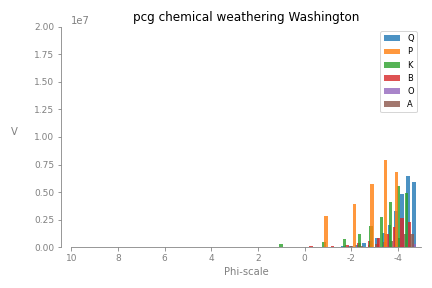 pcg chemical weathering Washington
1e7
2.00
1.75
1.50
1.25
1.00
0.75
0.50
0.25
0.00
V
Q
P
K
B
O
A
10 8 6 4 2 0 -2 -4
Phi-scale